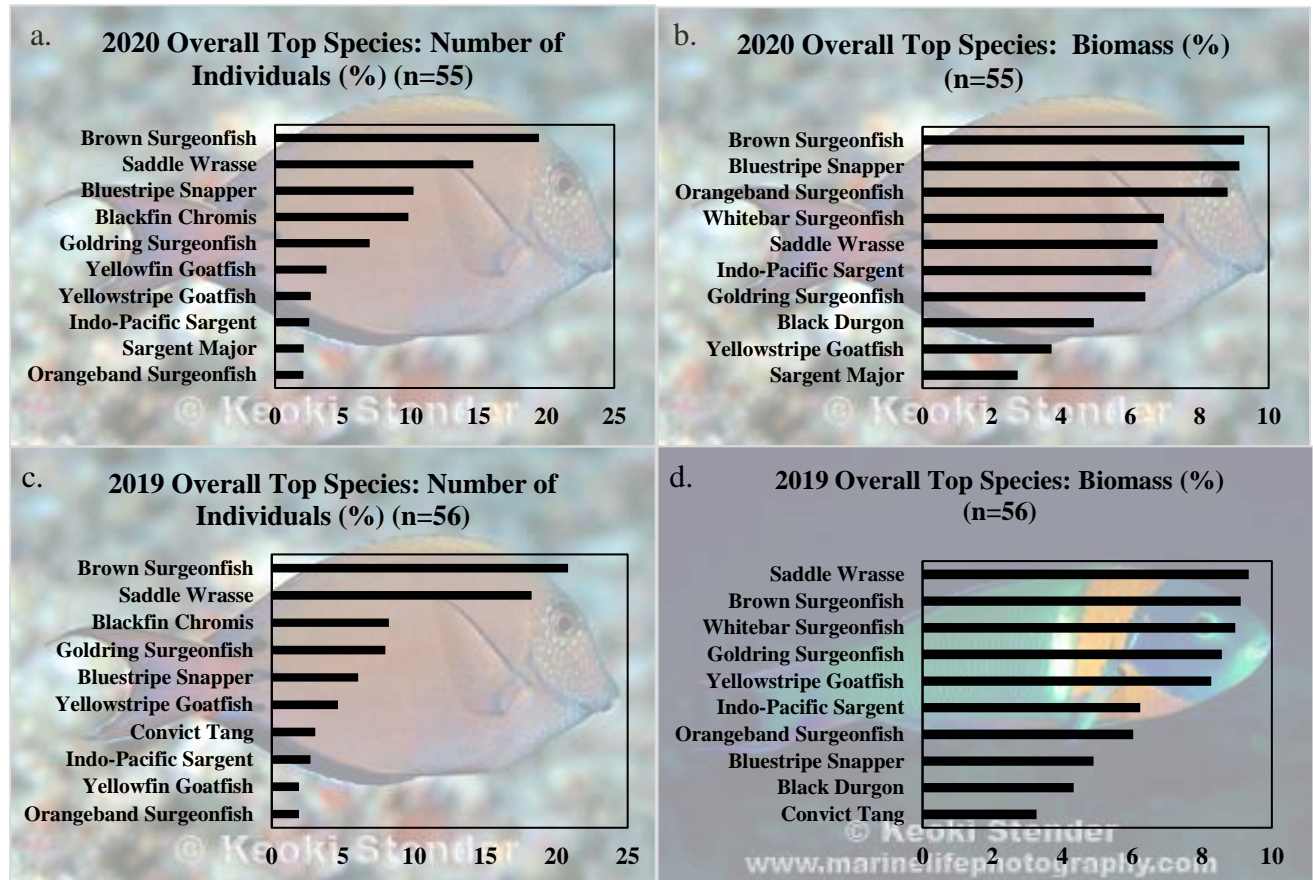 a.
2020 Overall Top Species: Number of
Individuals (%) (n=55)
Brown Surgeonfish
Saddle Wrasse
Bluestripe Snapper
Blackfin Chromis
Goldring Surgeonfish
Yellowfin Goatfish
Yellowstripe Goatfish
Indo-Pacific Sargent
Sargent Major
Orangeband Surgeonfish
0 5 10 15 20 25
© Keoki Stender
b.
2020 Overall Top Species: Biomass (%)
(n=55)
Brown Surgeonfish
Bluestripe Snapper
Orangeband Surgeonfish
Whitebar Surgeonfish
Saddle Wrasse
Indo-Pacific Sargent
Goldring Surgeonfish
Black Durgon
Yellowstripe Goatfish
Sargent Major
0 2 4 6 8 10
© Keoki Stender
c.
2019 Overall Top Species: Number of
Individuals (%) (n=56)
Brown Surgeonfish
Saddle Wrasse
Blackfin Chromis
Goldring Surgeonfish
Bluestripe Snapper
Yellowstripe Goatfish
Convict Tang
Indo-Pacific Sargent
Yellowfin Goatfish
Orangeband Surgeonfish
0 5 10 15 20 25
© Keoki Stender
d.
2019 Overall Top Species: Biomass (%)
(n=56)
Saddle Wrasse
Brown Surgeonfish
Whitebar Surgeonfish
Goldring Surgeonfish
Yellowstripe Goatfish
Indo-Pacific Sargent
Orangeband Surgeonfish
Bluestripe Snapper
Black Durgon
Convict Tang
0 2 4 6 8 10
© Keoki Stender
www.marinelifephotography.com